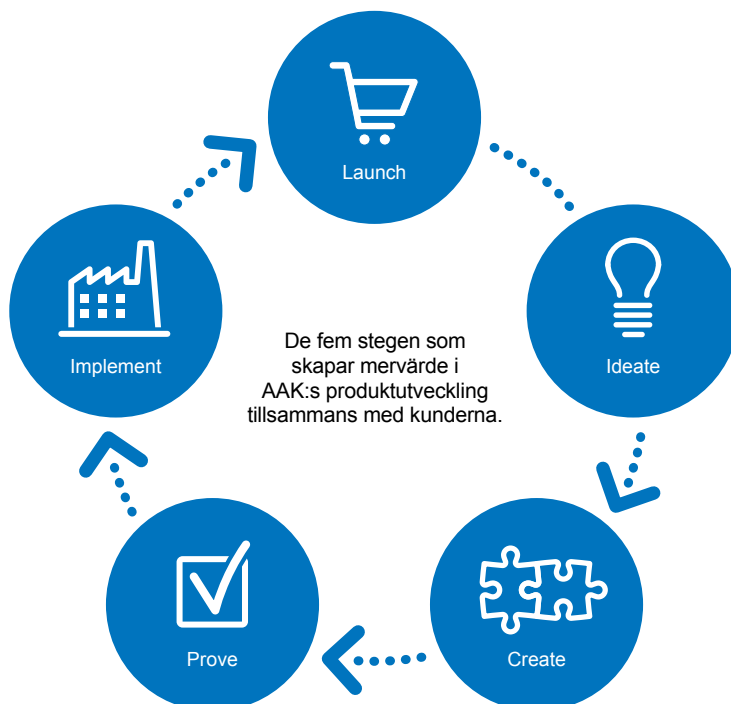 Launch
Ideate
Implement
De fem stegen som
skapar mervärde i
AAK:s produktutveckling
tillsammans med kunderna.
Prove
Create